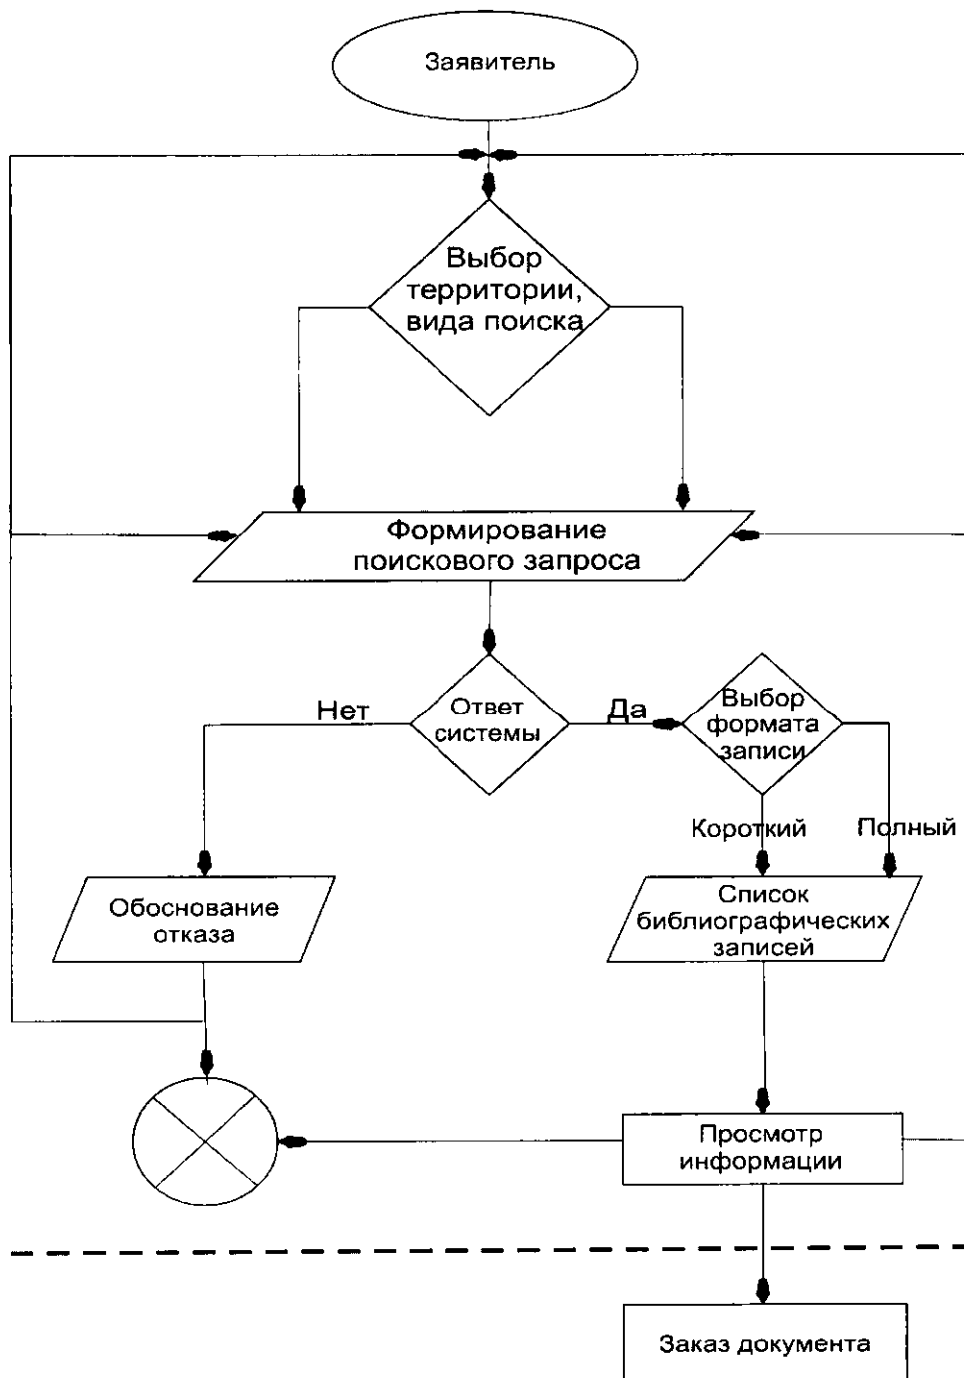 Заявитель
Выбор
территории,
вида поиска
Формирование
поискового запроса
Нет
Ответ
системы
Да
Выбор
формата
записи
Короткий
Полный
Обоснование
отказа
Список
библиографических
записей
Просмотр
информации
Заказ документа